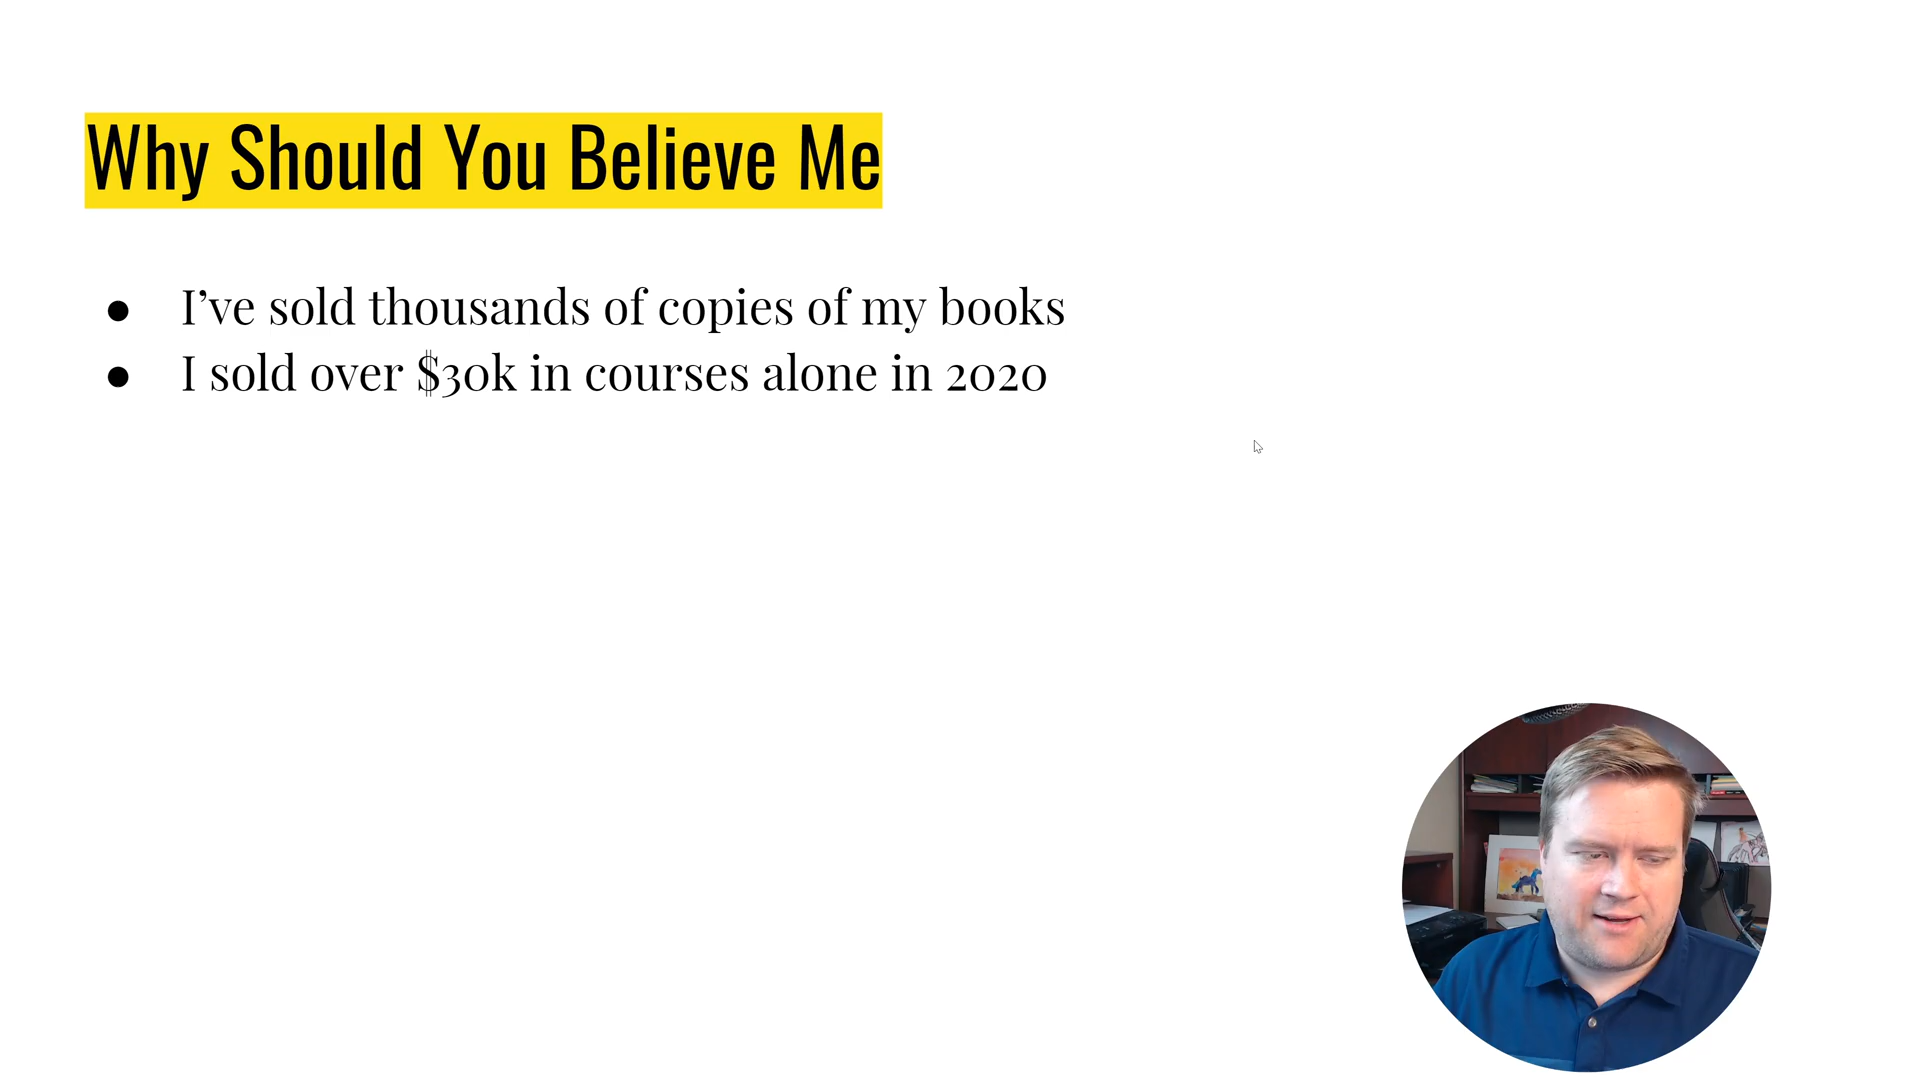 Why Should You Believe Me
● I’ve sold thousands of copies of my books
● I sold over $30k in courses alone in 2020